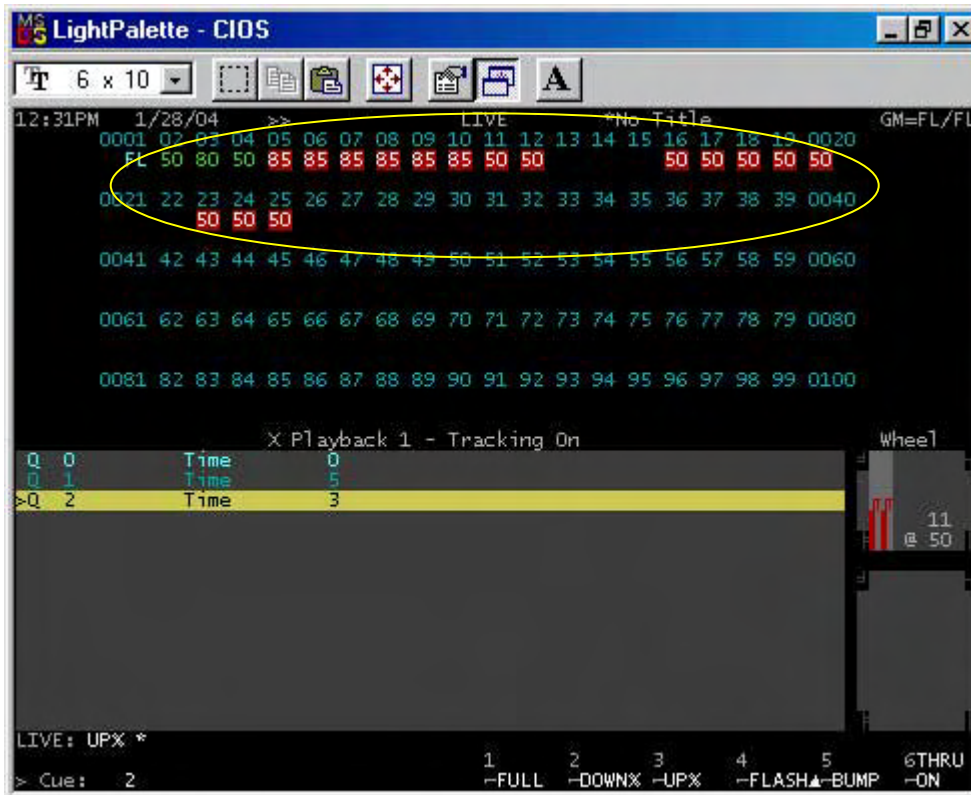 MS LightPalette - CIOS
6 x 10 A
12:31PM 1/28/04 >> LIVE *No Title GM=FL/FL
0001 02 03 04 05 06 07 08 09 10 11 12 13 14 15 16 17 18 19 0020
FL 50 80 50 85 85 85 85 85 85 50 50 50 50 50 50 50
0021 22 23 24 25 26 27 28 29 30 31 32 33 34 35 36 37 38 39 0040
50 50 50
0041 42 43 44 45 46 47 48 49 50 51 52 53 54 55 56 57 58 59 0060
0061 62 63 64 65 66 67 68 69 70 71 72 73 74 75 76 77 78 79 0080
0081 82 83 84 85 86 87 88 89 90 91 92 93 94 95 96 97 98 99 0100
X Playback 1 - Tracking On Wheel
Q 0 Time 0
Q 1 Time 5
>Q 2 Time 3
11
@ 50
LIVE: UP% *
1 2 3 4 5 6THRU
> Cue: 2 FULL DOWN% UP% FLASH▲ BUMP ON